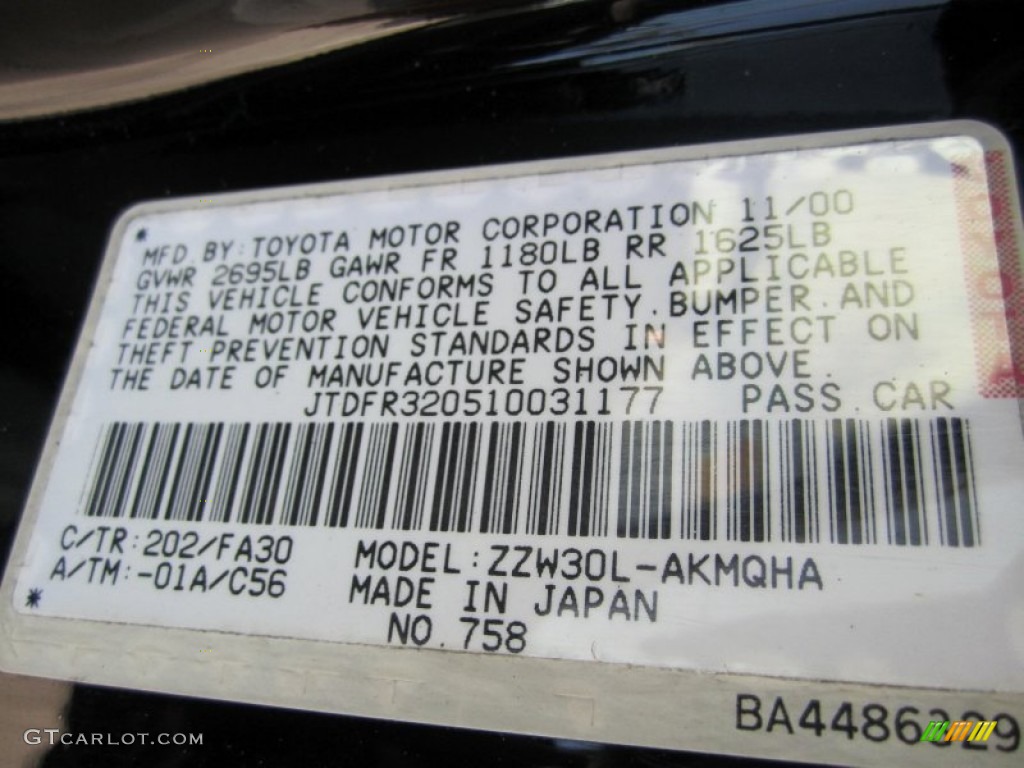 MFD BY: TOYOTA MOTOR CORPORATION 11/00
GVWR 2695LB GAWR FR 1180LB RR 1625LB
THIS VEHICLE CONFORMS TO ALL APPLICABLE
FEDERAL MOTOR VEHICLE SAFETY. BUMPER. AND
THEFT PREVENTION STANDARDS IN EFFECT ON
THE DATE OF MANUFACTURE SHOWN ABOVE.
JTDFR320510031177 PASS. CAR
C/TR: 202/FA30 MODEL: ZZW30L-AKMQHA
A/TM: -01A/C56 MADE IN JAPAN
NO. 758
GTCARLOT.COM